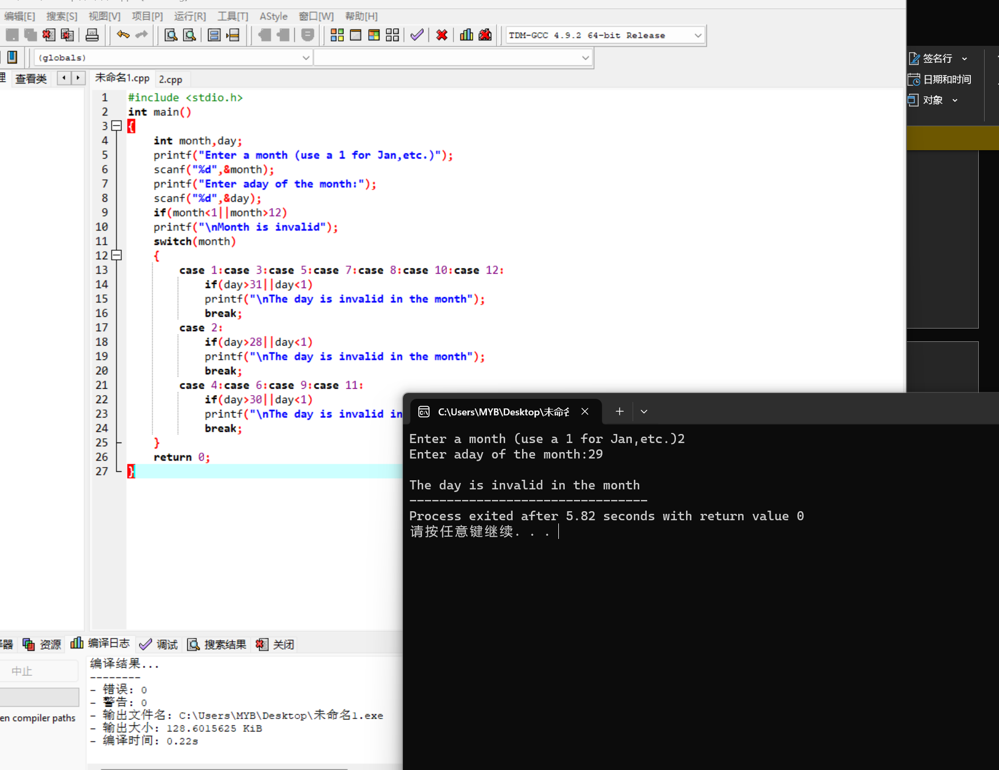 编辑[E] 搜索[S] 视图[V] 项目[P] 运行[R] 工具[T] AStyle 窗口[W] 帮助[H]
TDM-GCC 4.9.2 64-bit Release
(globals)
签名行
日期和时间
对象
查看类
未命名1.cpp 2.cpp
1 #include <stdio.h>
2 int main()
3 {
4 int month,day;
5 printf("Enter a month (use a 1 for Jan,etc.)");
6 scanf("%d",&month);
7 printf("Enter aday of the month:");
8 scanf("%d",&day);
9 if(month<1||month>12)
10 printf("\nMonth is invalid");
11 switch(month)
12 {
13 case 1:case 3:case 5:case 7:case 8:case 10:case 12:
14 if(day>31||day<1)
15 printf("\nThe day is invalid in the month");
16 break;
17 case 2:
18 if(day>28||day<1)
19 printf("\nThe day is invalid in the month");
20 break;
21 case 4:case 6:case 9:case 11:
22 if(day>30||day<1)
23 printf("\nThe day is invalid in
24 break;
25 }
26 return 0;
27 }
C:\Users\MYB\Desktop\未命名
Enter a month (use a 1 for Jan,etc.)2
Enter aday of the month:29
The day is invalid in the month
--------------------------------
Process exited after 5.82 seconds with return value 0
请按任意键继续. . .
资源 编译日志 调试 搜索结果 关闭
中止
en compiler paths
编译结果...
--------
- 错误: 0
- 警告: 0
- 输出文件名: C:\Users\MYB\Desktop\未命名1.exe
- 输出大小: 128.6015625 KiB
- 编译时间: 0.22s